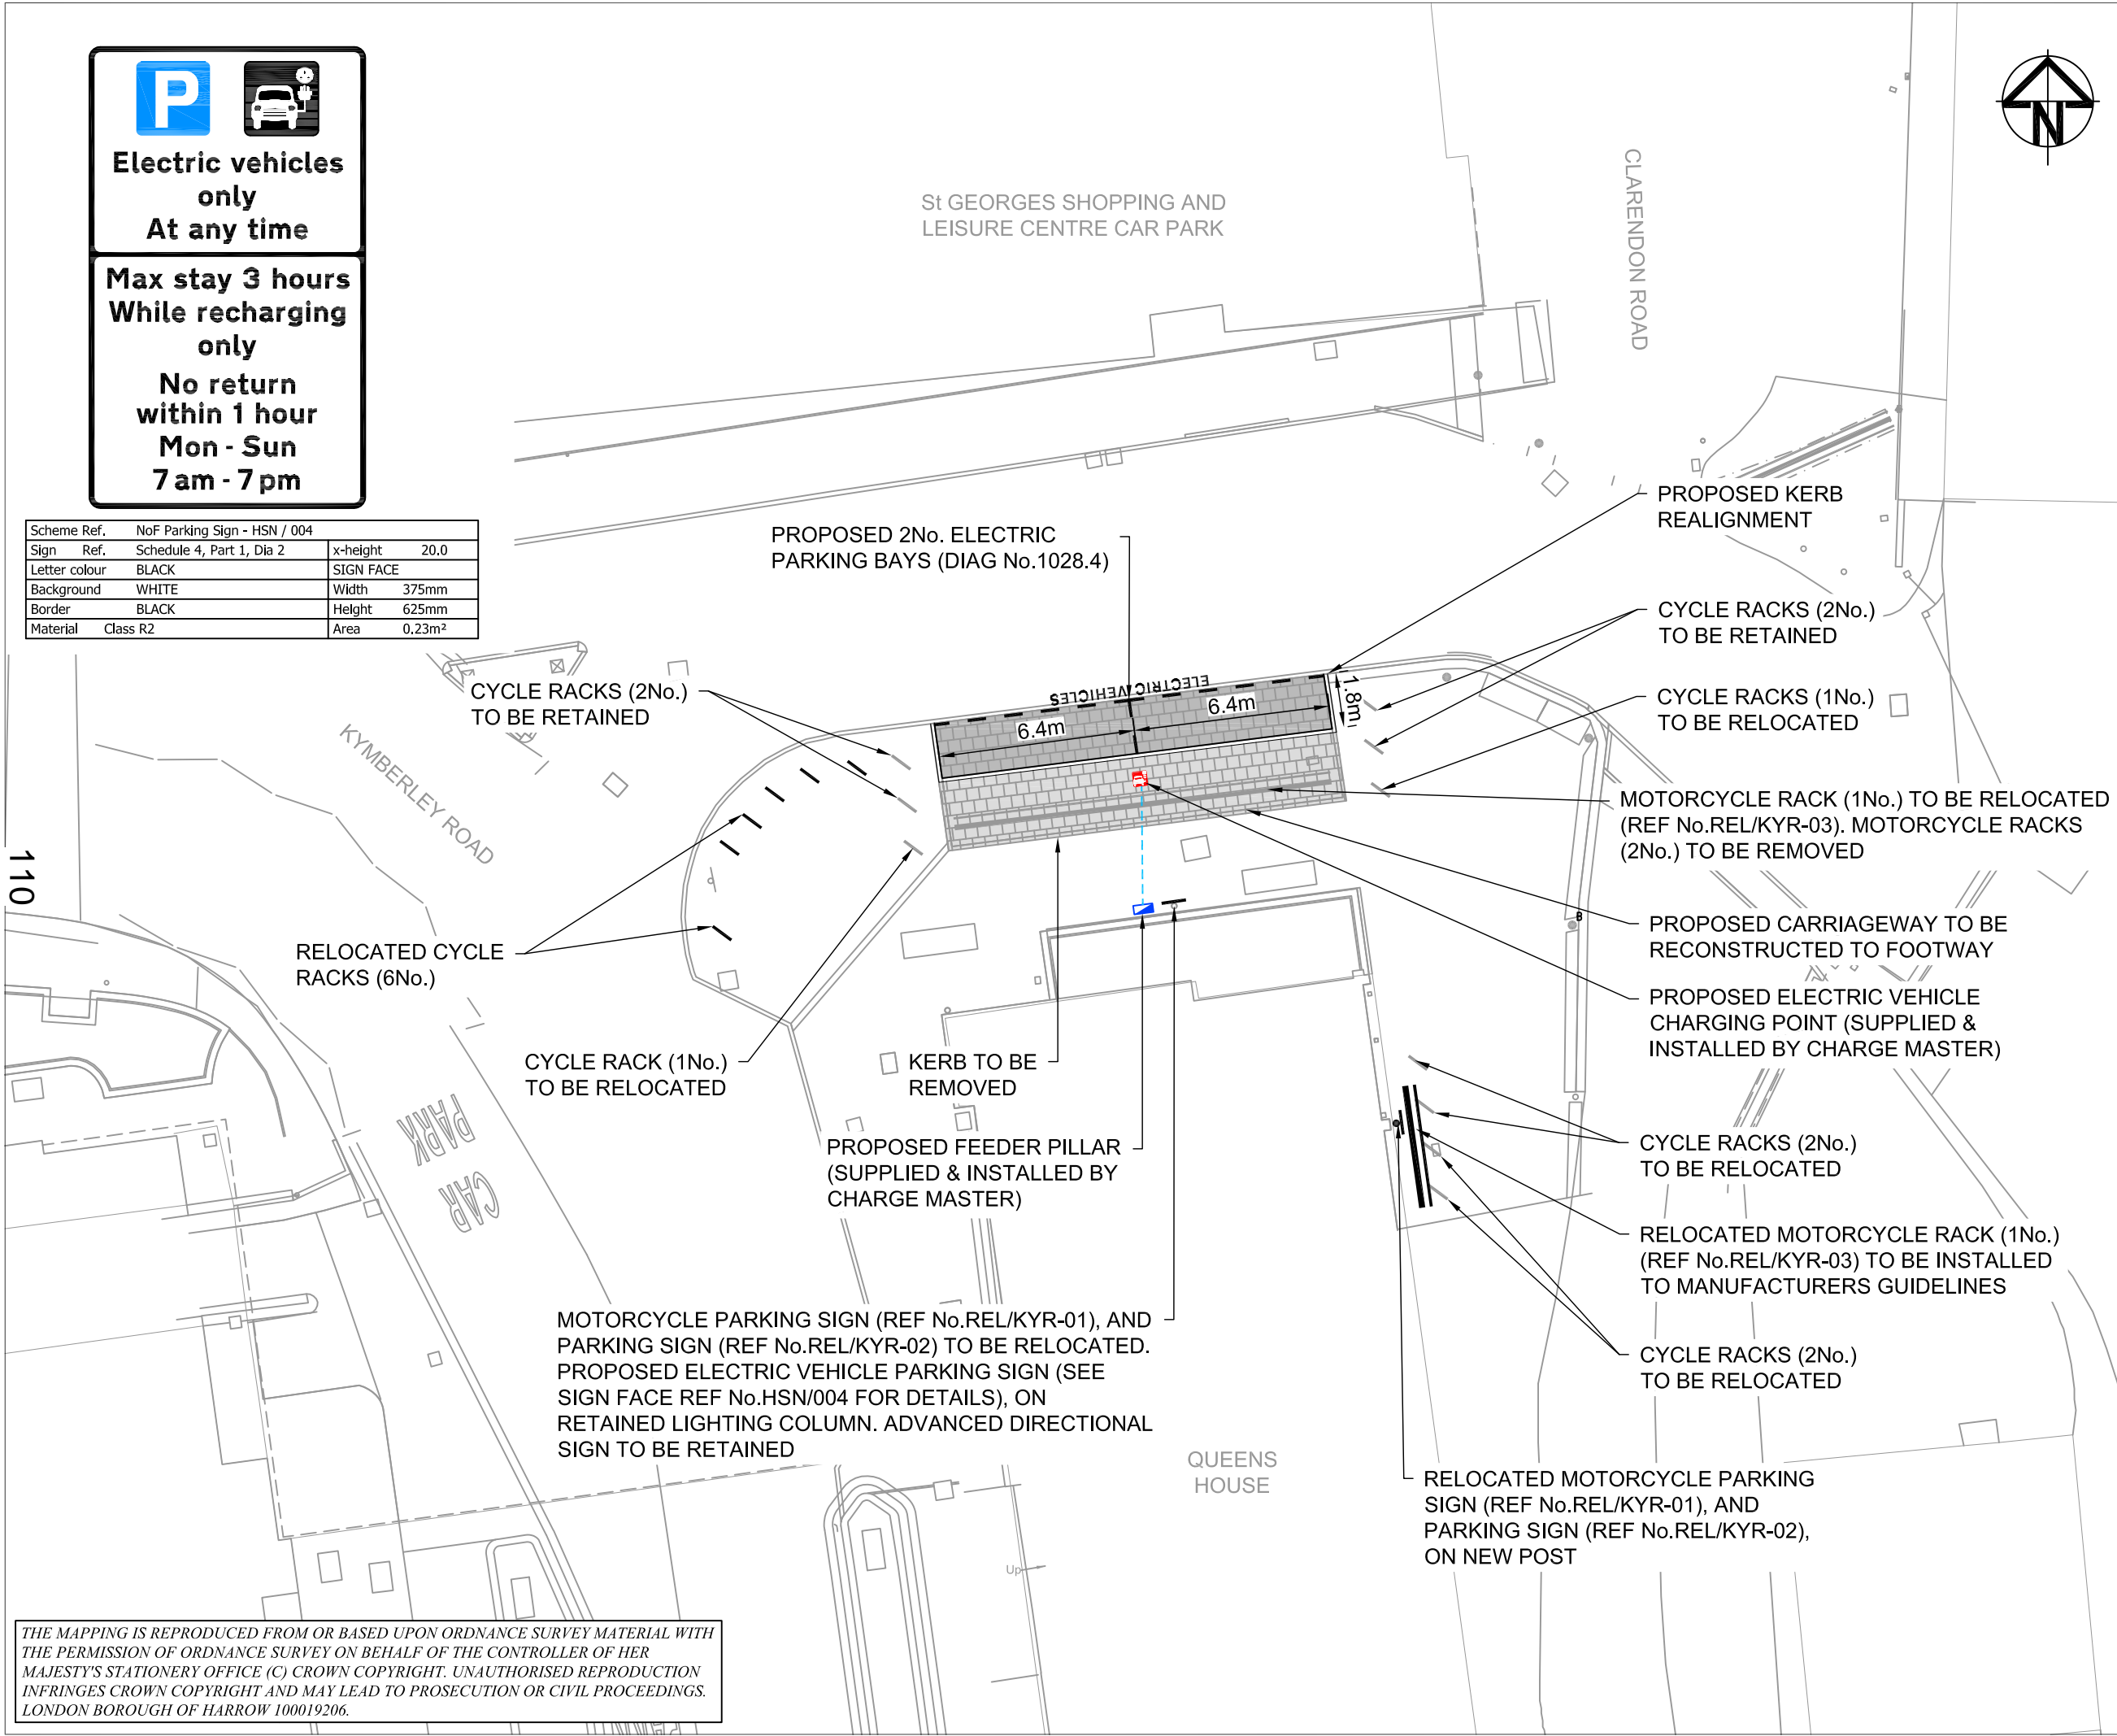 P
Electric vehicles
only
At any time
Max stay 3 hours
While recharging
only
No return
within 1 hour
Mon - Sun
7 am - 7 pm
Scheme Ref. NoF Parking Sign - HSN / 004
Sign Ref. Schedule 4, Part 1, Dia 2 x-height 20.0
Letter colour BLACK SIGN FACE
Background WHITE Width 375mm
Border BLACK Height 625mm
Material Class R2 Area 0.23m²
N
St GEORGES SHOPPING AND
LEISURE CENTRE CAR PARK
CLARENDON ROAD
PROPOSED KERB
REALIGNMENT
PROPOSED 2No. ELECTRIC
PARKING BAYS (DIAG No.1028.4)
CYCLE RACKS (2No.)
TO BE RETAINED
CYCLE RACKS (2No.)
TO BE RETAINED
ELECTRIC VEHICLES
6.4m
6.4m
1.8m
CYCLE RACKS (1No.)
TO BE RELOCATED
KYMBERLEY ROAD
MOTORCYCLE RACK (1No.) TO BE RELOCATED
(REF No.REL/KYR-03). MOTORCYCLE RACKS
(2No.) TO BE REMOVED
110
RELOCATED CYCLE
RACKS (6No.)
B
PROPOSED CARRIAGEWAY TO BE
RECONSTRUCTED TO FOOTWAY
PROPOSED ELECTRIC VEHICLE
CHARGING POINT (SUPPLIED &
INSTALLED BY CHARGE MASTER)
CYCLE RACK (1No.)
TO BE RELOCATED
KERB TO BE
REMOVED
CAR
PARK
PROPOSED FEEDER PILLAR
(SUPPLIED & INSTALLED BY
CHARGE MASTER)
CYCLE RACKS (2No.)
TO BE RELOCATED
RELOCATED MOTORCYCLE RACK (1No.)
(REF No.REL/KYR-03) TO BE INSTALLED
TO MANUFACTURERS GUIDELINES
MOTORCYCLE PARKING SIGN (REF No.REL/KYR-01), AND
PARKING SIGN (REF No.REL/KYR-02) TO BE RELOCATED.
PROPOSED ELECTRIC VEHICLE PARKING SIGN (SEE
SIGN FACE REF No.HSN/004 FOR DETAILS), ON
RETAINED LIGHTING COLUMN. ADVANCED DIRECTIONAL
SIGN TO BE RETAINED
CYCLE RACKS (2No.)
TO BE RELOCATED
QUEENS
HOUSE
RELOCATED MOTORCYCLE PARKING
SIGN (REF No.REL/KYR-01), AND
PARKING SIGN (REF No.REL/KYR-02),
ON NEW POST
Up
THE MAPPING IS REPRODUCED FROM OR BASED UPON ORDNANCE SURVEY MATERIAL WITH
THE PERMISSION OF ORDNANCE SURVEY ON BEHALF OF THE CONTROLLER OF HER
MAJESTY'S STATIONERY OFFICE (C) CROWN COPYRIGHT. UNAUTHORISED REPRODUCTION
INFRINGES CROWN COPYRIGHT AND MAY LEAD TO PROSECUTION OR CIVIL PROCEEDINGS.
LONDON BOROUGH OF HARROW 100019206.